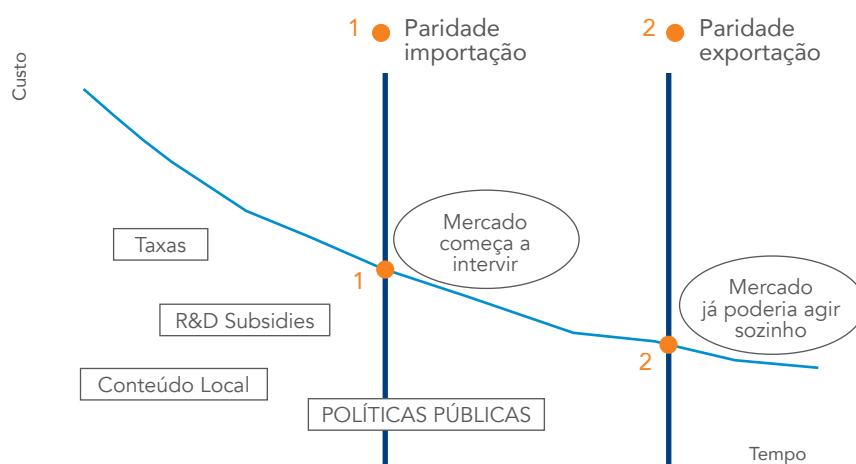 1
Paridade
importação
2
Paridade
exportação
Custo
Mercado
começa a
intervir
Taxas
1
Mercado
já poderia agir
sozinho
R&D Subsidies
2
Conteúdo Local
POLÍTICAS PÚBLICAS
Tempo